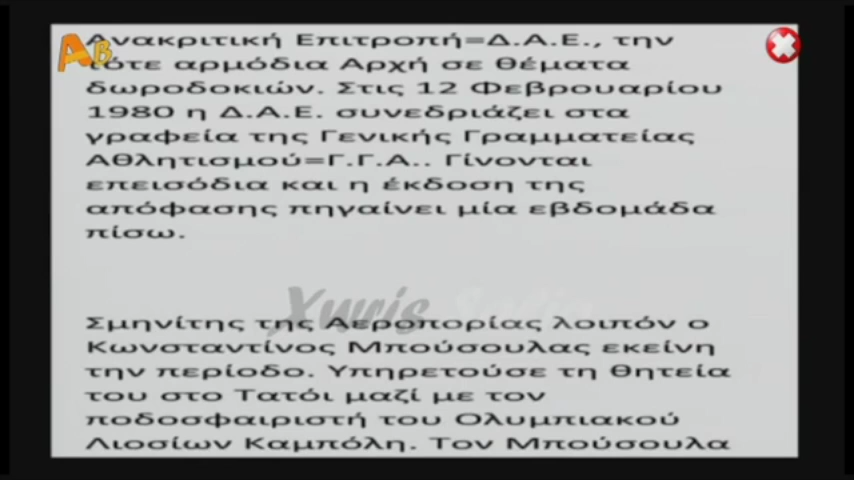 AB
Ανακριτική Επιτροπή=Δ.Α.Ε., την
τότε αρμόδια Αρχή σε θέματα
δωροδοκιών. Στις 12 Φεβρουαρίου
1980 η Δ.Α.Ε. συνεδριάζει στα
γραφεία της Γενικής Γραμματείας
Αθλητισμού=Γ.Γ.Α.. Γίνονται
επεισόδια και η έκδοση της
απόφασης πηγαίνει μία εβδομάδα
πίσω.
Σμηνίτης της Αεροπορίας λοιπόν ο
Κωνσταντίνος Μπούσουλας εκείνη
την περίοδο. Υπηρετούσε τη θητεία
του στο Τατόι μαζί με τον
ποδοσφαιριστή του Ολυμπιακού
Λιοσίων Καμπόλη. Τον Μπούσουλα